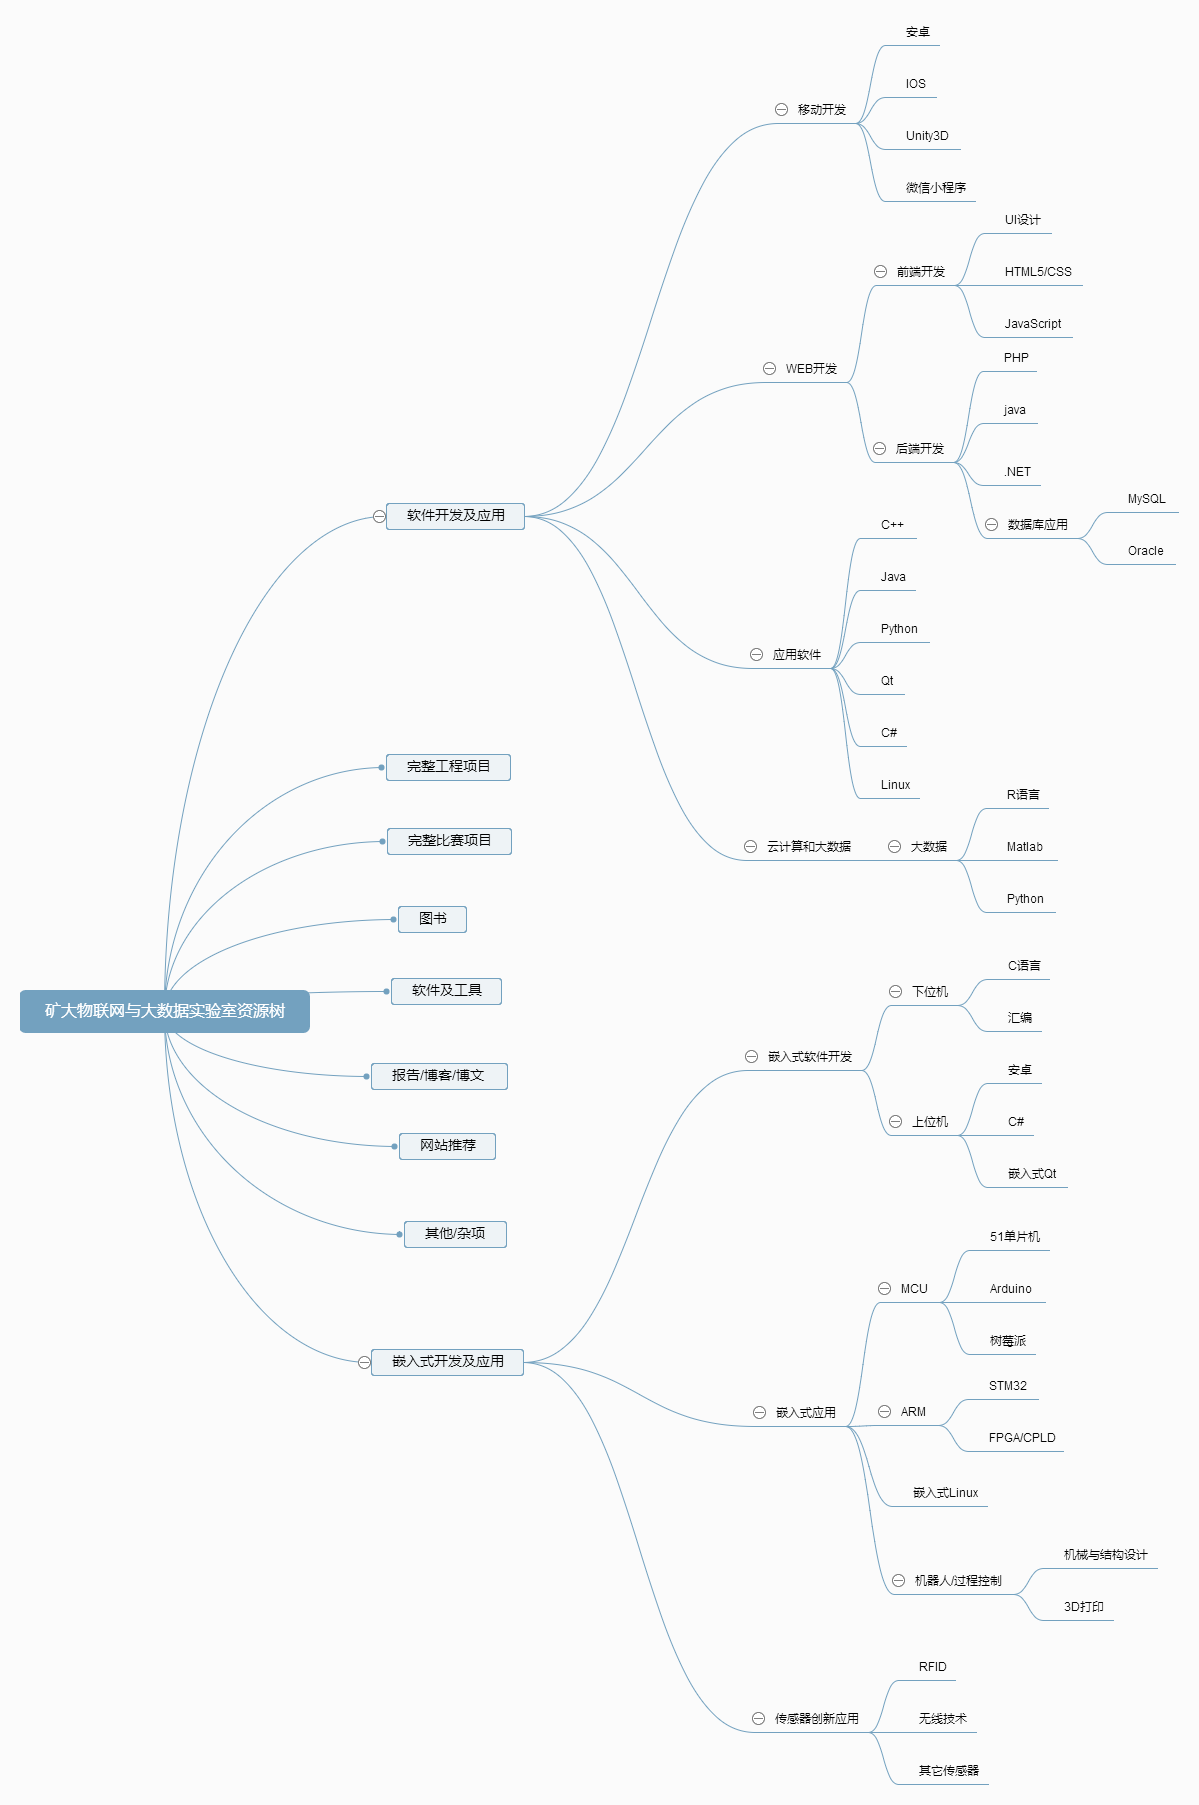 矿大物联网与大数据实验室资源树
软件开发及应用
移动开发
安卓
IOS
Unity3D
微信小程序
WEB开发
前端开发
UI设计
HTML5/CSS
JavaScript
后端开发
PHP
java
.NET
数据库应用
MySQL
Oracle
应用软件
C++
Java
Python
Qt
C#
Linux
云计算和大数据
大数据
R语言
Matlab
Python
完整工程项目
完整比赛项目
图书
软件及工具
报告/博客/博文
网站推荐
其他/杂项
嵌入式开发及应用
嵌入式软件开发
下位机
C语言
汇编
上位机
安卓
C#
嵌入式Qt
嵌入式应用
MCU
51单片机
Arduino
树莓派
ARM
STM32
FPGA/CPLD
嵌入式Linux
机器人/过程控制
机械与结构设计
3D打印
传感器创新应用
RFID
无线技术
其它传感器